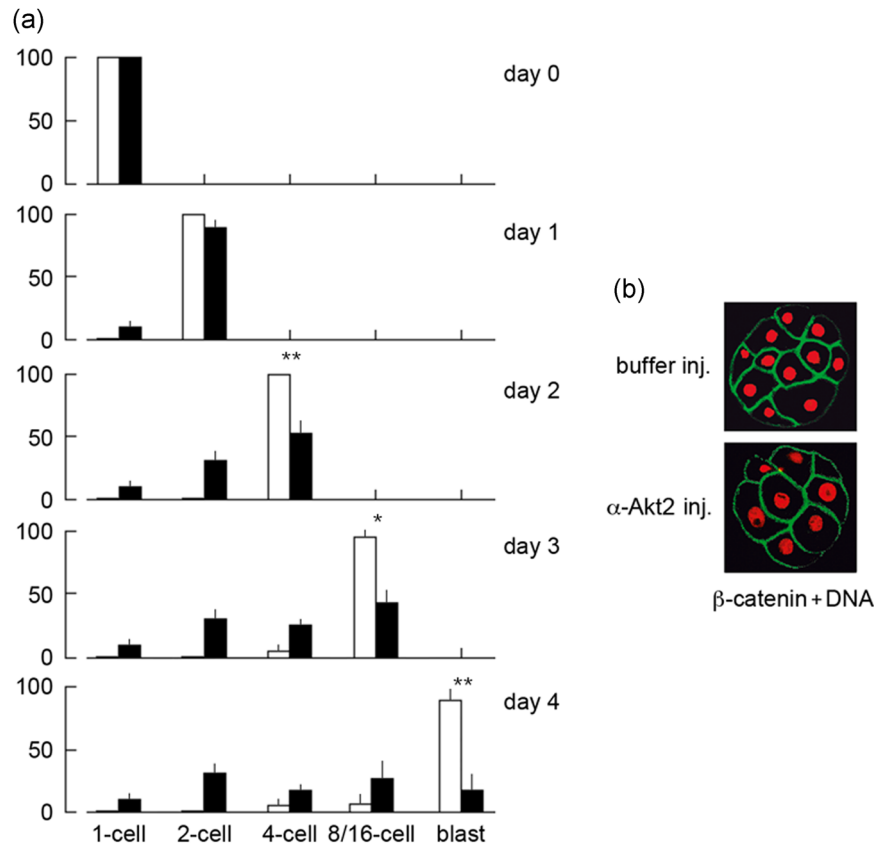 (a)
100
50
0
day 0
100
50
0
day 1
**
100
50
0
day 2
*
100
50
0
day 3
**
100
50
0
day 4
1-cell 2-cell 4-cell 8/16-cell blast
(b)
buffer inj.
α-Akt2 inj.
β-catenin + DNA